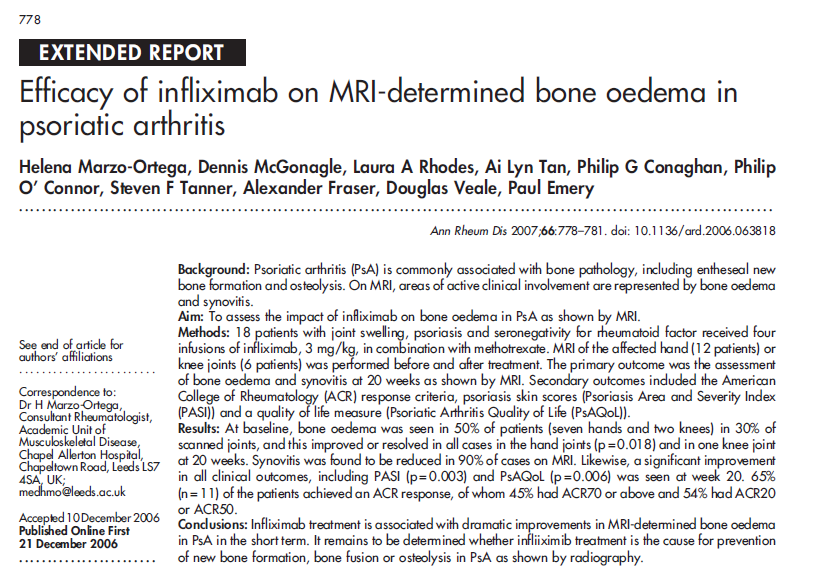 778
EXTENDED REPORT
Efficacy of infliximab on MRI-determined bone oedema in
psoriatic arthritis
Helena Marzo-Ortega, Dennis McGonagle, Laura A Rhodes, Ai Lyn Tan, Philip G Conaghan, Philip
O’ Connor, Steven F Tanner, Alexander Fraser, Douglas Veale, Paul Emery
Ann Rheum Dis 2007;66:778–781. doi: 10.1136/ard.2006.063818
See end of article for
authors’ affiliations
Correspondence to:
Dr H Marzo-Ortega,
Consultant Rheumatologist,
Academic Unit of
Musculoskeletal Disease,
Chapel Allerton Hospital,
Chapeltown Road, Leeds LS7
4SA, UK;
medhmo@leeds.ac.uk
Accepted 10 December 2006
Published Online First
21 December 2006
Background: Psoriatic arthritis (PsA) is commonly associated with bone pathology, including entheseal new
bone formation and osteolysis. On MRI, areas of active clinical involvement are represented by bone oedema
and synovitis.
Aim: To assess the impact of infliximab on bone oedema in PsA as shown by MRI.
Methods: 18 patients with joint swelling, psoriasis and seronegativity for rheumatoid factor received four
infusions of infliximab, 3 mg/kg, in combination with methotrexate. MRI of the affected hand (12 patients) or
knee joints (6 patients) was performed before and after treatment. The primary outcome was the assessment
of bone oedema and synovitis at 20 weeks as shown by MRI. Secondary outcomes included the American
College of Rheumatology (ACR) response criteria, psoriasis skin scores (Psoriasis Area and Severity Index
(PASI)) and a quality of life measure (Psoriatic Arthritis Quality of Life (PsAQoL)).
Results: At baseline, bone oedema was seen in 50% of patients (seven hands and two knees) in 30% of
scanned joints, and this improved or resolved in all cases in the hand joints (p = 0.018) and in one knee joint
at 20 weeks. Synovitis was found to be reduced in 90% of cases on MRI. Likewise, a significant improvement
in all clinical outcomes, including PASI (p = 0.003) and PsAQoL (p = 0.006) was seen at week 20. 65%
(n = 11) of the patients achieved an ACR response, of whom 45% had ACR70 or above and 54% had ACR20
or ACR50.
Conclusions: Infliximab treatment is associated with dramatic improvements in MRI-determined bone oedema
in PsA in the short term. It remains to be determined whether infliiximib treatment is the cause for prevention
of new bone formation, bone fusion or osteolysis in PsA as shown by radiography.